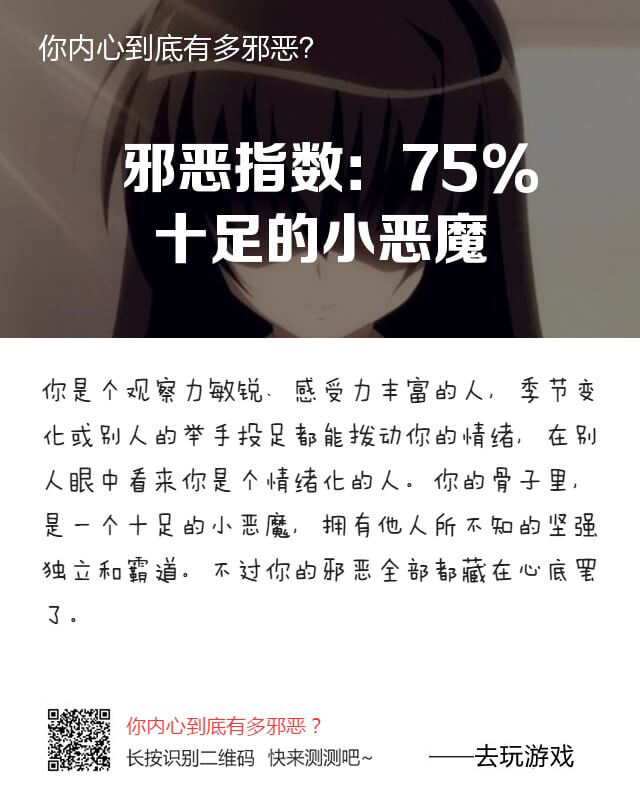 你内心到底有多邪恶?
邪恶指数: 75%
十足的小恶魔
你是个观察力敏锐、感受力丰富的人, 季节变
化或别人的举手投足都能拨动你的情绪, 在别
人眼中看来你是个情绪化的人。你的骨子里,
是一个十足的小恶魔, 拥有他人所不知的坚强
独立和霸道。不过你的邪恶全部都藏在心底罢
了。
你内心到底有多邪恶？
长按识别二维码 快来测测吧~
——去玩游戏